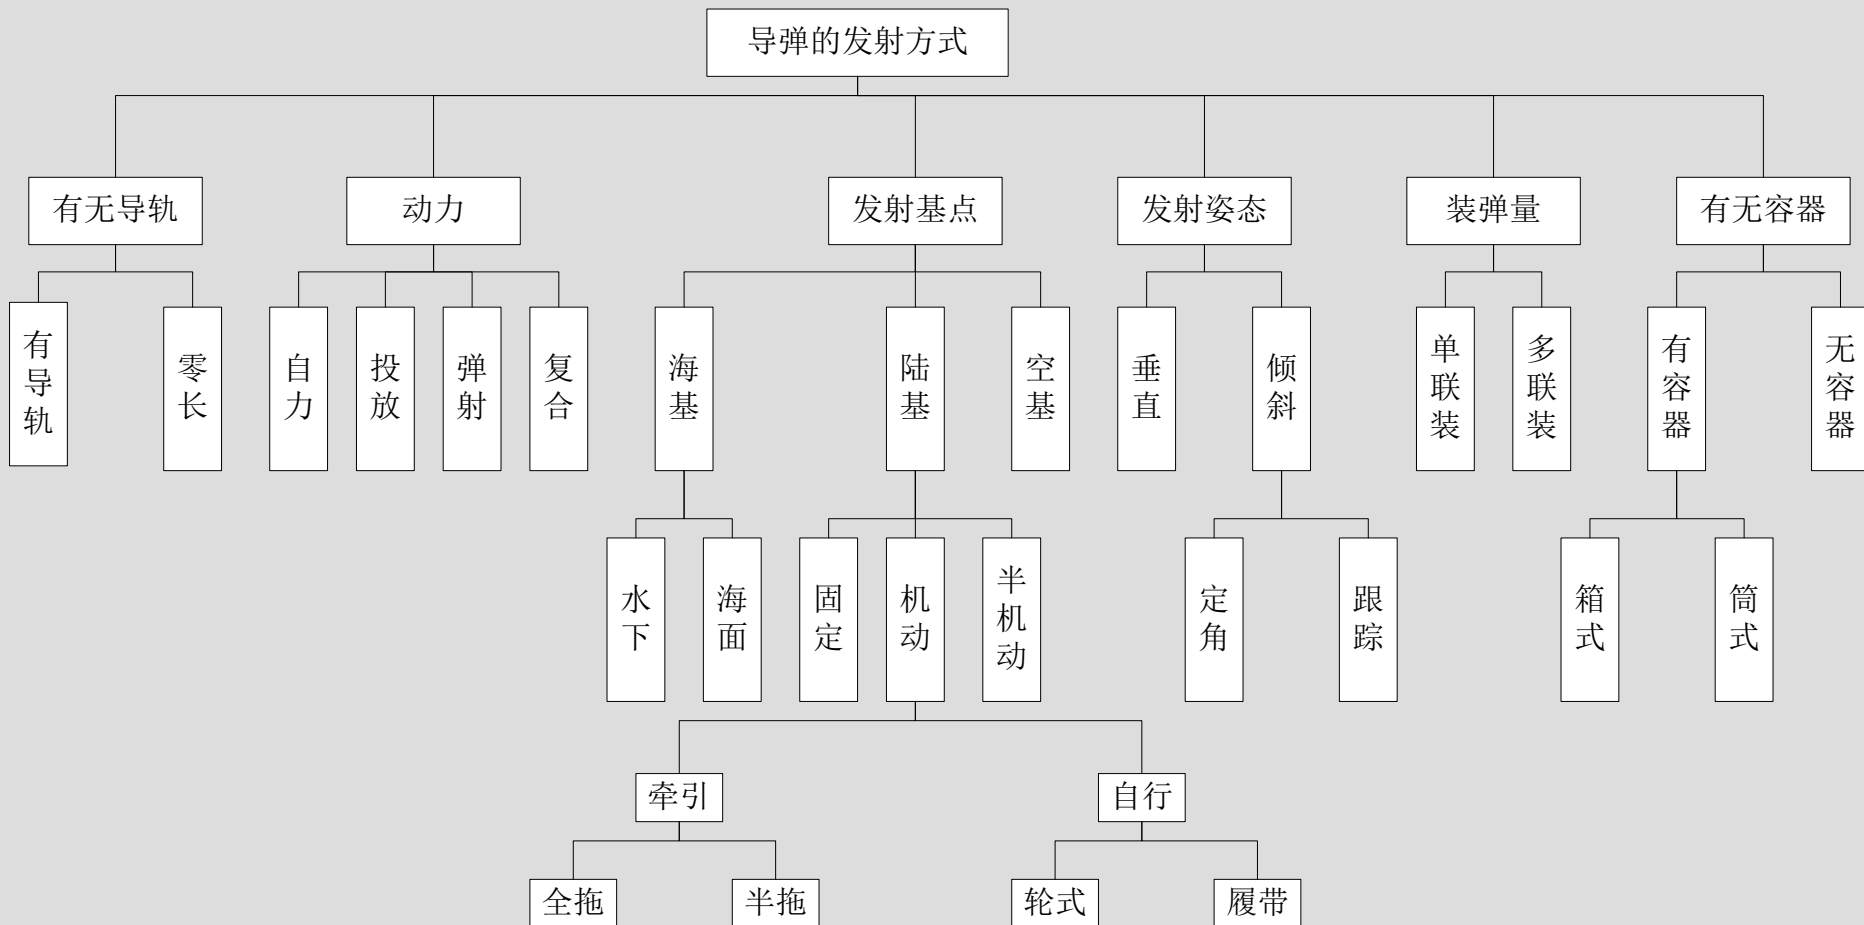 导弹的发射方式
有无导轨
动力
发射基点
发射姿态
装弹量
有无容器
有导轨
零长
自力
投放
弹射
复合
海基
陆基
空基
垂直
倾斜
单联装
多联装
有容器
无容器
水下
海面
固定
机动
半机动
定角
跟踪
箱式
筒式
牵引
自行
全拖
半拖
轮式
履带